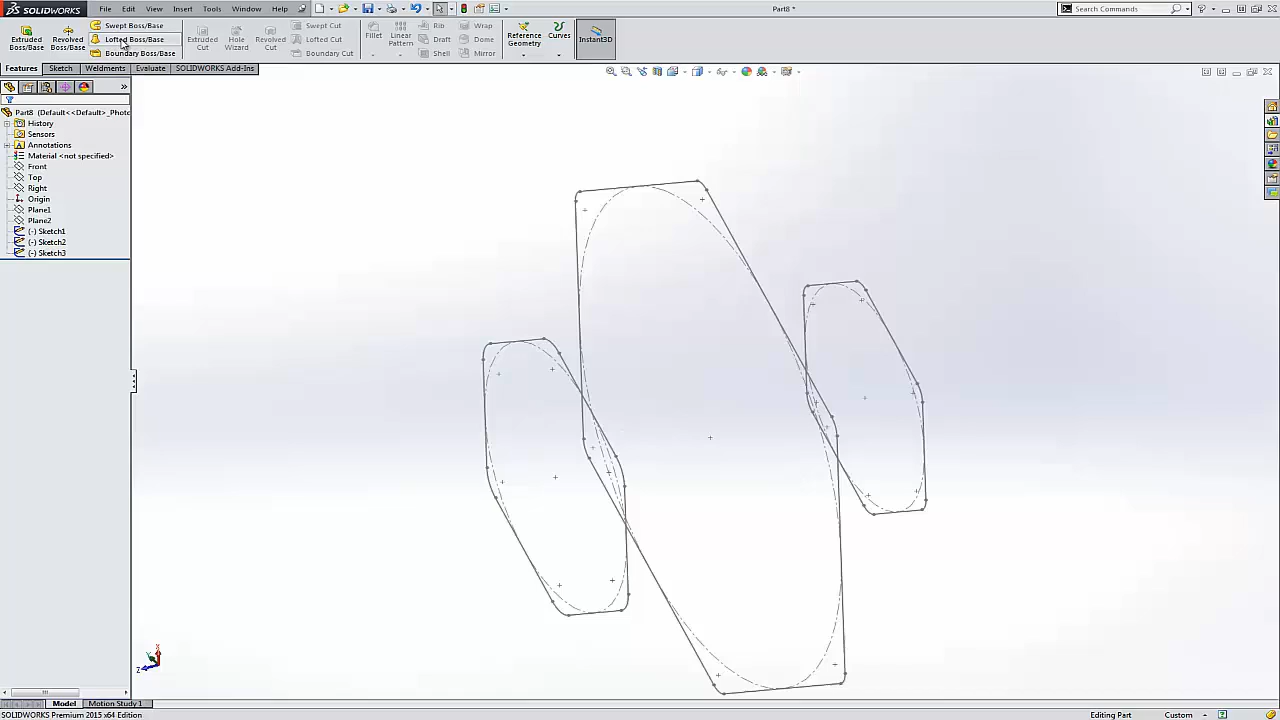 SOLIDWORKS File Edit View Insert Tools Window Help Part8 * Search Commands
Extruded Boss/Base
Revolved Boss/Base
Swept Boss/Base
Lofted Boss/Base
Boundary Boss/Base
Extruded Cut
Hole Wizard
Revolved Cut
Swept Cut
Lofted Cut
Boundary Cut
Fillet
Linear Pattern
Rib
Draft
Shell
Wrap
Intersect
Mirror
Reference Geometry
Curves
Instant3D
Features Sketch Weldments Evaluate SOLIDWORKS Add-Ins
Part8 (Default<<Default>_Photo
History
Sensors
Annotations
Material <not specified>
Front
Top
Right
Origin
Plane1
Plane2
(-) Sketch1
(-) Sketch2
(-) Sketch3
Model Motion Study 1
SOLIDWORKS Premium 2015 x64 Edition Editing Part Custom